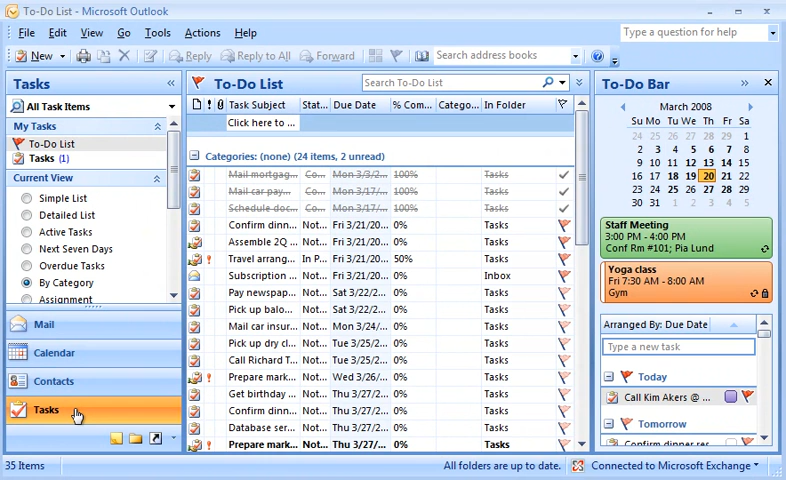 To-Do List - Microsoft Outlook
File Edit View Go Tools Actions Help
Type a question for help
New Reply Reply to All Forward Search address books
Tasks
All Task Items
My Tasks
To-Do List
Tasks (1)
Current View
Simple List
Detailed List
Active Tasks
Next Seven Days
Overdue Tasks
By Category
Assignment
Mail
Calendar
Contacts
Tasks
To-Do List
Search To-Do List
Task Subject Stat... Due Date % Com... Catego... In Folder
Click here to ...
Categories: (none) (24 items, 2 unread)
Mail mortgag... Co... Mon 3/3/2... 100% Tasks
Mail car pay... Co... Mon 3/17/... 100% Tasks
Schedule doc... Co... Mon 3/17/... 100% Tasks
Confirm dinn... Not... Fri 3/21/20... 0% Tasks
Assemble 2Q ... Not... Fri 3/21/20... 0% Tasks
Travel arrang... In P... Fri 3/21/20... 50% Tasks
Subscription ... Fri 3/21/20... 0% Inbox
Pay newspap... Not... Sat 3/22/2... 0% Tasks
Pick up balo... Not... Sat 3/22/2... 0% Tasks
Mail car insur... Not... Mon 3/24/... 0% Tasks
Pick up dry cl... Not... Tue 3/25/2... 0% Tasks
Call Richard T... Not... Tue 3/25/2... 0% Tasks
Prepare mark... Not... Wed 3/26/... 0% Tasks
Get birthday ... Not... Thu 3/27/2... 0% Tasks
Confirm dinn... Not... Thu 3/27/2... 0% Tasks
Database ser... Not... Thu 3/27/2... 0% Tasks
Prepare mark... Not... Thu 3/27/... 0% Tasks
To-Do Bar
March 2008
Su Mo Tu We Th Fr Sa
24 25 26 27 28 29 1
2 3 4 5 6 7 8
9 10 11 12 13 14 15
16 17 18 19 20 21 22
23 24 25 26 27 28 29
30 31 1 2 3 4 5
Staff Meeting
3:00 PM - 4:00 PM
Conf Rm #101; Pia Lund
Yoga class
Fri 7:30 AM - 8:00 AM
Gym
Arranged By: Due Date
Type a new task
Today
Call Kim Akers @ ...
Tomorrow
Confirm dinner res...
35 Items
All folders are up to date.
Connected to Microsoft Exchange